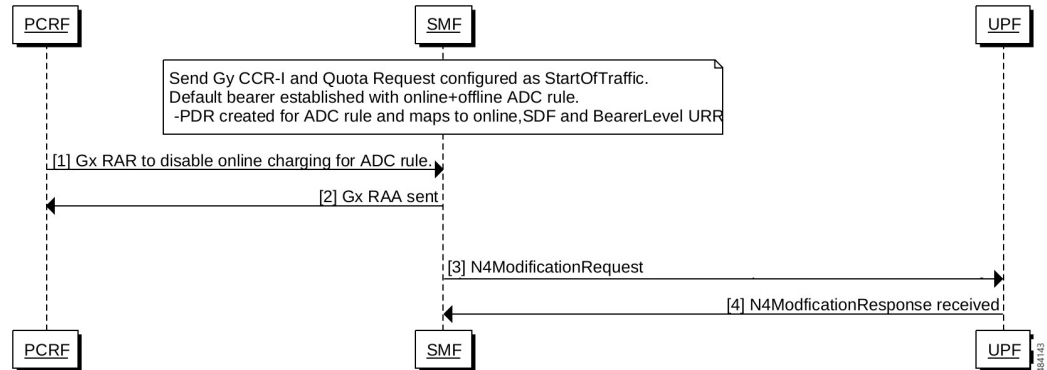 PCRF
SMF
UPF
Send Gy CCR-I and Quota Request configured as StartOfTraffic.
Default bearer established with online+offline ADC rule.
-PDR created for ADC rule and maps to online,SDF and BearerLevel URR
[1] Gx RAR to disable online charging for ADC rule.
[2] Gx RAA sent
[3] N4ModificationRequest
[4] N4ModficationResponse received
PCRF
SMF
UPF
484143